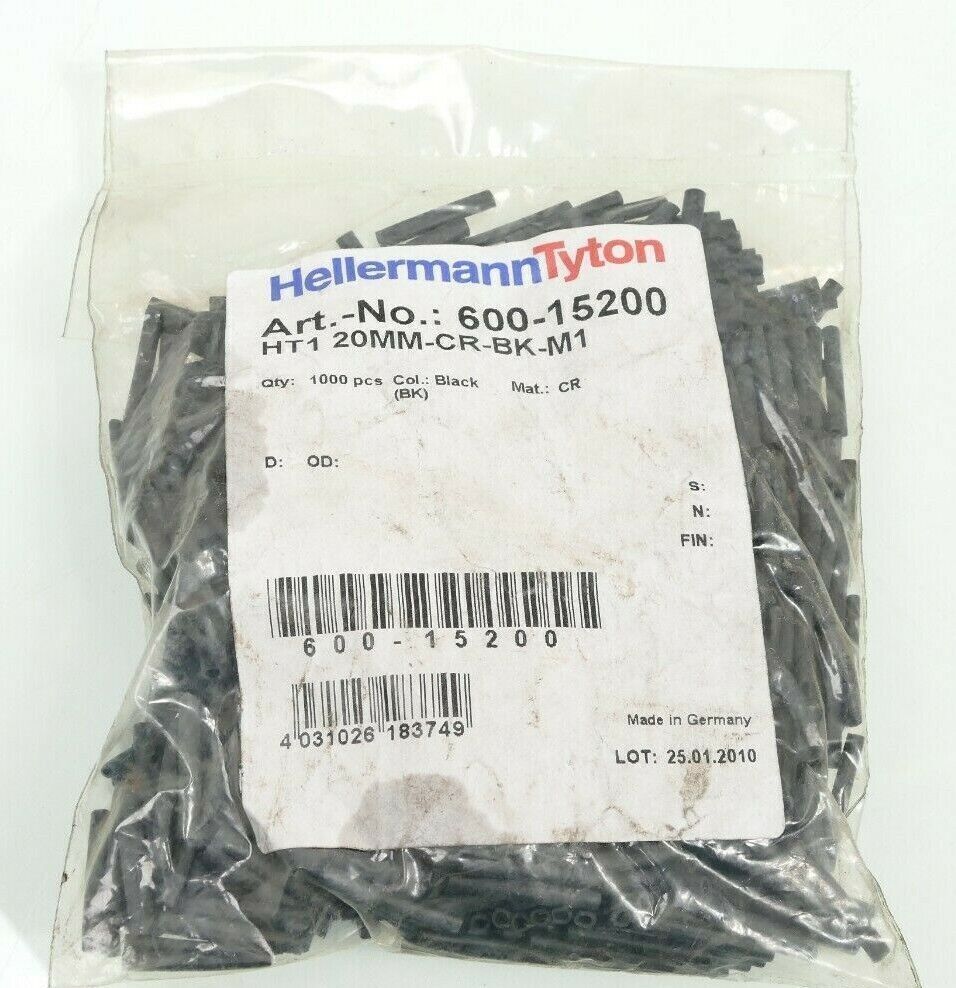 HellermannTyton
Art.-No.: 600-15200
HT1 20MM-CR-BK-M1
Qty: 1000 pcs Col.: Black Mat.: CR
(BK)
D: OD:
S:
N:
FIN:
600-15200
4 031026 183749
Made in Germany
LOT: 25.01.2010